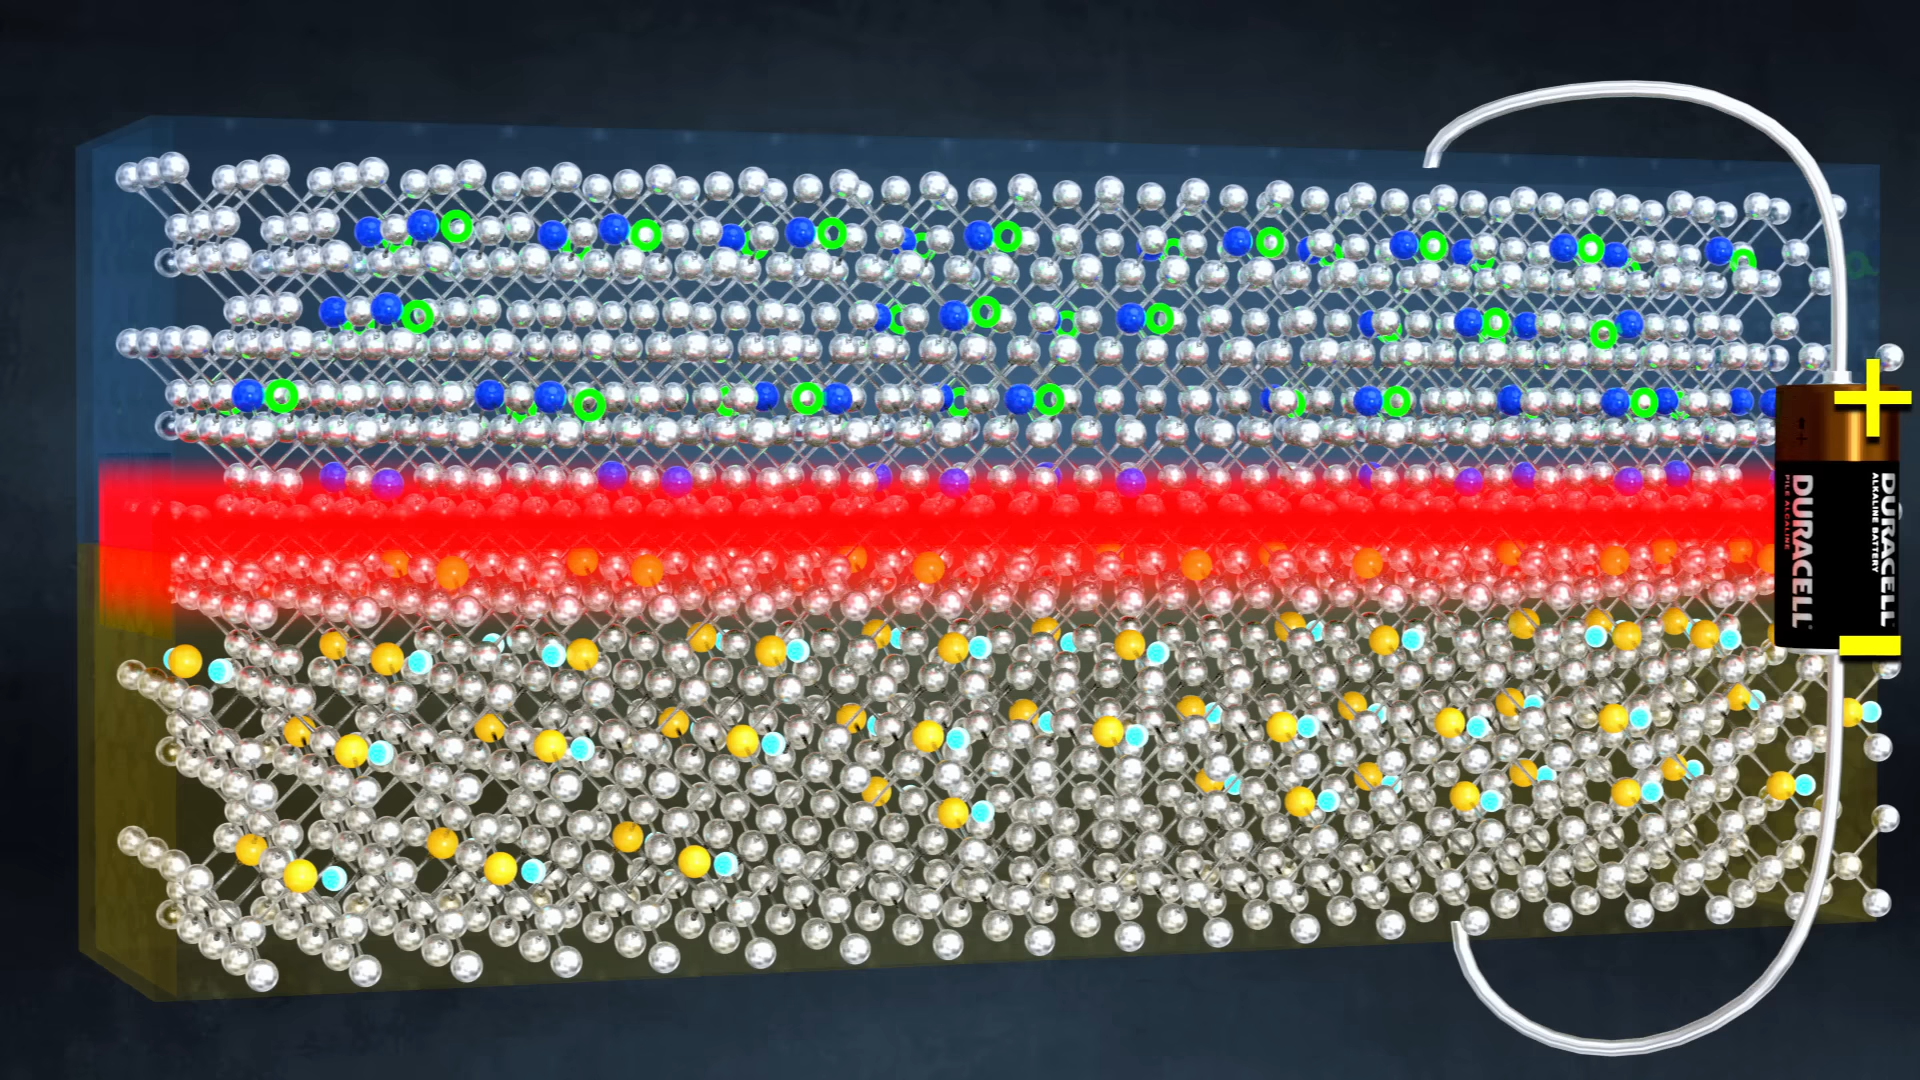 +
DURACELL
PILE ALCALINE
DURACELL
ALKALINE BATTERY